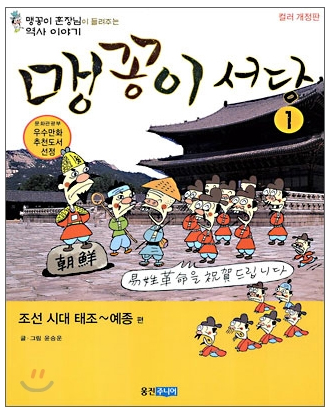 맹꽁이 훈장님이 들려주는
역사 이야기
컬러 개정판
맹꽁이 서당
1
문화관광부
우수만화
추천도서
선정
朝鮮
易姓革命을 祝賀드립니다
조선 시대 태조~예종 편
글·그림 윤승운
웅진주니어